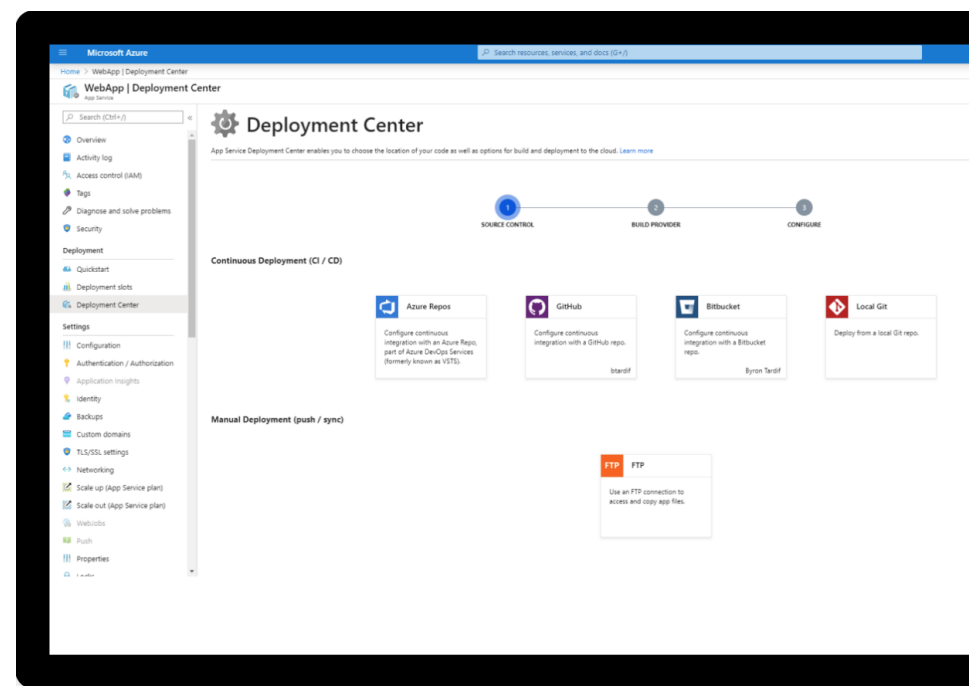 Microsoft Azure
Search resources, services, and docs (G+/)
Home > WebApp | Deployment Center
WebApp | Deployment Center
App Service
Search (Ctrl+/)
«
Overview
Activity log
Access control (IAM)
Tags
Diagnose and solve problems
Security
Deployment
Quickstart
Deployment slots
Deployment Center
Settings
Configuration
Authentication / Authorization
Application Insights
Identity
Backups
Custom domains
TLS/SSL settings
Networking
Scale up (App Service plan)
Scale out (App Service plan)
WebJobs
Push
Properties
Locks
Deployment Center
App Service Deployment Center enables you to choose the location of your code as well as options for build and deployment to the cloud. Learn more
1 2 3
SOURCE CONTROL BUILD PROVIDER CONFIGURE
Continuous Deployment (CI / CD)
Azure Repos
Configure continuous
integration with an Azure Repo,
part of Azure DevOps Services
(formerly known as VSTS).
GitHub
Configure continuous
integration with a GitHub repo.
btardif
Bitbucket
Configure continuous
integration with a Bitbucket
repo.
Byron Tardif
Local Git
Deploy from a local Git repo.
Manual Deployment (push / sync)
FTP FTP
Use an FTP connection to
access and copy app files.